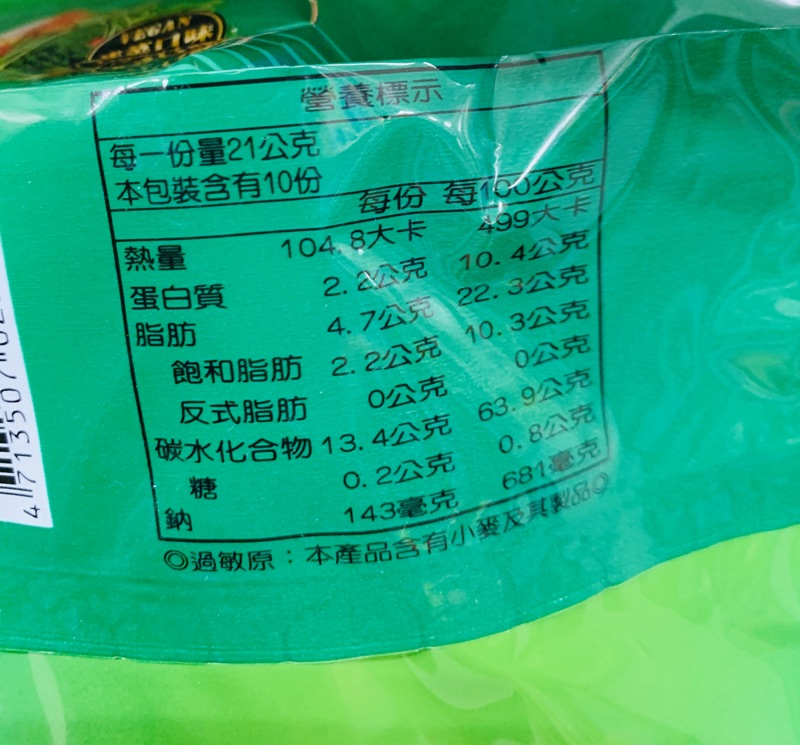 VEGAN
營養標示
每一份量21公克
本包裝含有10份
每份 每100公克
熱量 104.8大卡 499大卡
蛋白質 2.2公克 10.4公克
脂肪 4.7公克 22.3公克
飽和脂肪 2.2公克 10.3公克
反式脂肪 0公克 0公克
碳水化合物 13.4公克 63.9公克
糖 0.2公克 0.8公克
鈉 143毫克 681毫克
◎過敏原：本產品含有小麥及其製品◎
4 713507